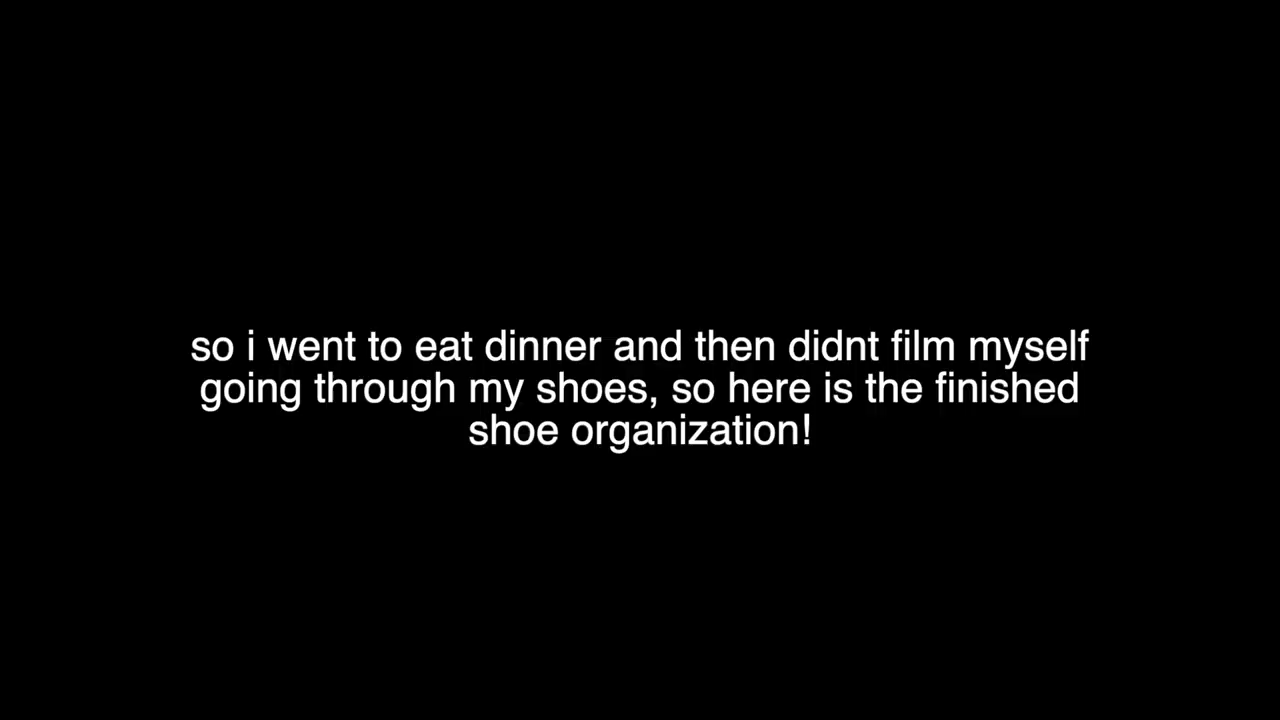 so i went to eat dinner and then didnt film myself
going through my shoes, so here is the finished
shoe organization!